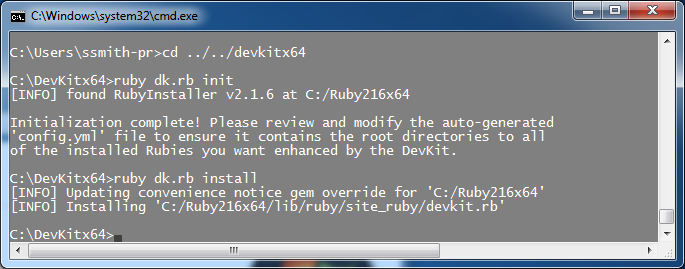 C:\Windows\system32\cmd.exe
C:\Users\ssmith-pr>cd ../../devkitx64
C:\DevKitx64>ruby dk.rb init
[INFO] found RubyInstaller v2.1.6 at C:/Ruby216x64
Initialization complete! Please review and modify the auto-generated
'config.yml' file to ensure it contains the root directories to all
of the installed Rubies you want enhanced by the DevKit.
C:\DevKitx64>ruby dk.rb install
[INFO] Updating convenience notice gem override for 'C:/Ruby216x64'
[INFO] Installing 'C:/Ruby216x64/lib/ruby/site_ruby/devkit.rb'
C:\DevKitx64>